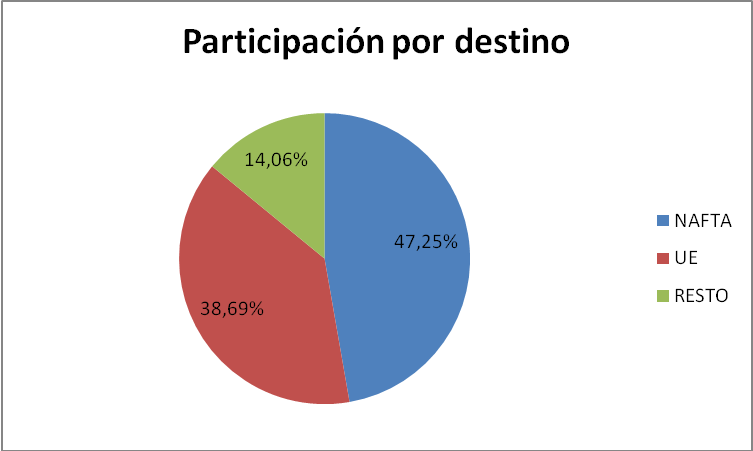 Participación por destino
14,06%
47,25%
38,69%
NAFTA
UE
RESTO